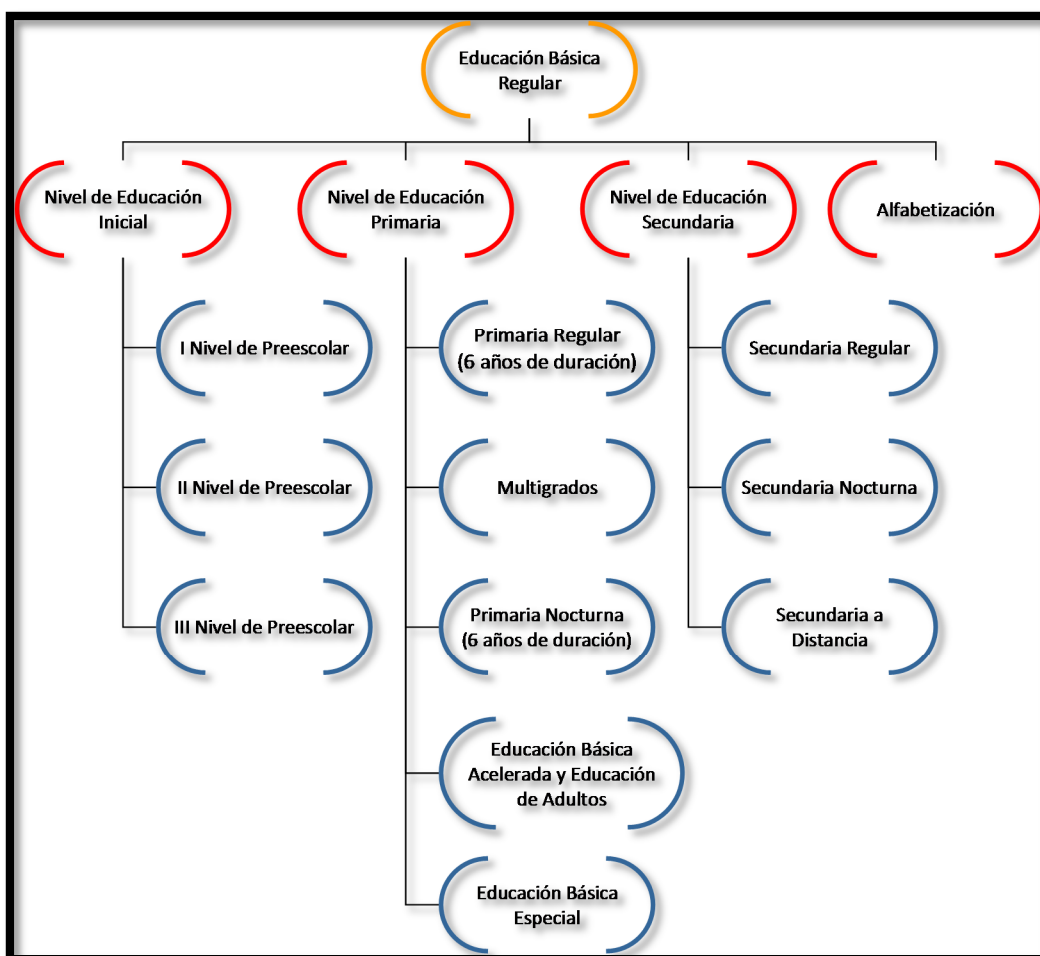 Educación Básica
Regular
Nivel de Educación
Inicial
Nivel de Educación
Primaria
Nivel de Educación
Secundaria
Alfabetización
I Nivel de Preescolar
II Nivel de Preescolar
III Nivel de Preescolar
Primaria Regular
(6 años de duración)
Multigrados
Primaria Nocturna
(6 años de duración)
Educación Básica
Acelerada y Educación
de Adultos
Educación Básica
Especial
Secundaria Regular
Secundaria Nocturna
Secundaria a
Distancia